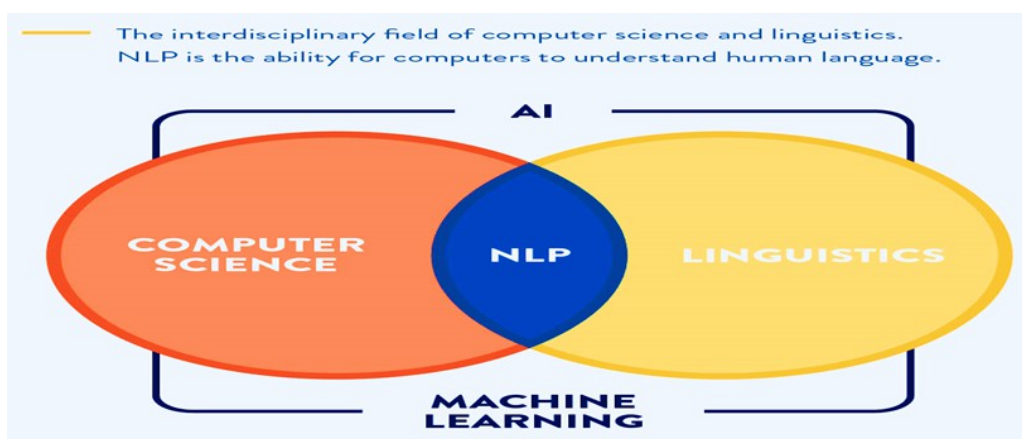 The interdisciplinary field of computer science and linguistics.
NLP is the ability for computers to understand human language.
AI
COMPUTER
SCIENCE
NLP
LINGUISTICS
MACHINE
LEARNING